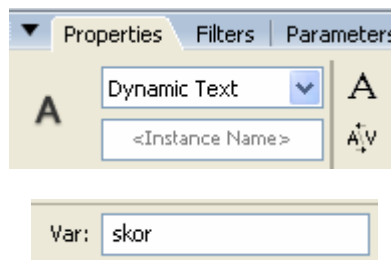 Properties Filters | Parameters
A Dynamic Text A
<Instance Name> A|V
Var: skor